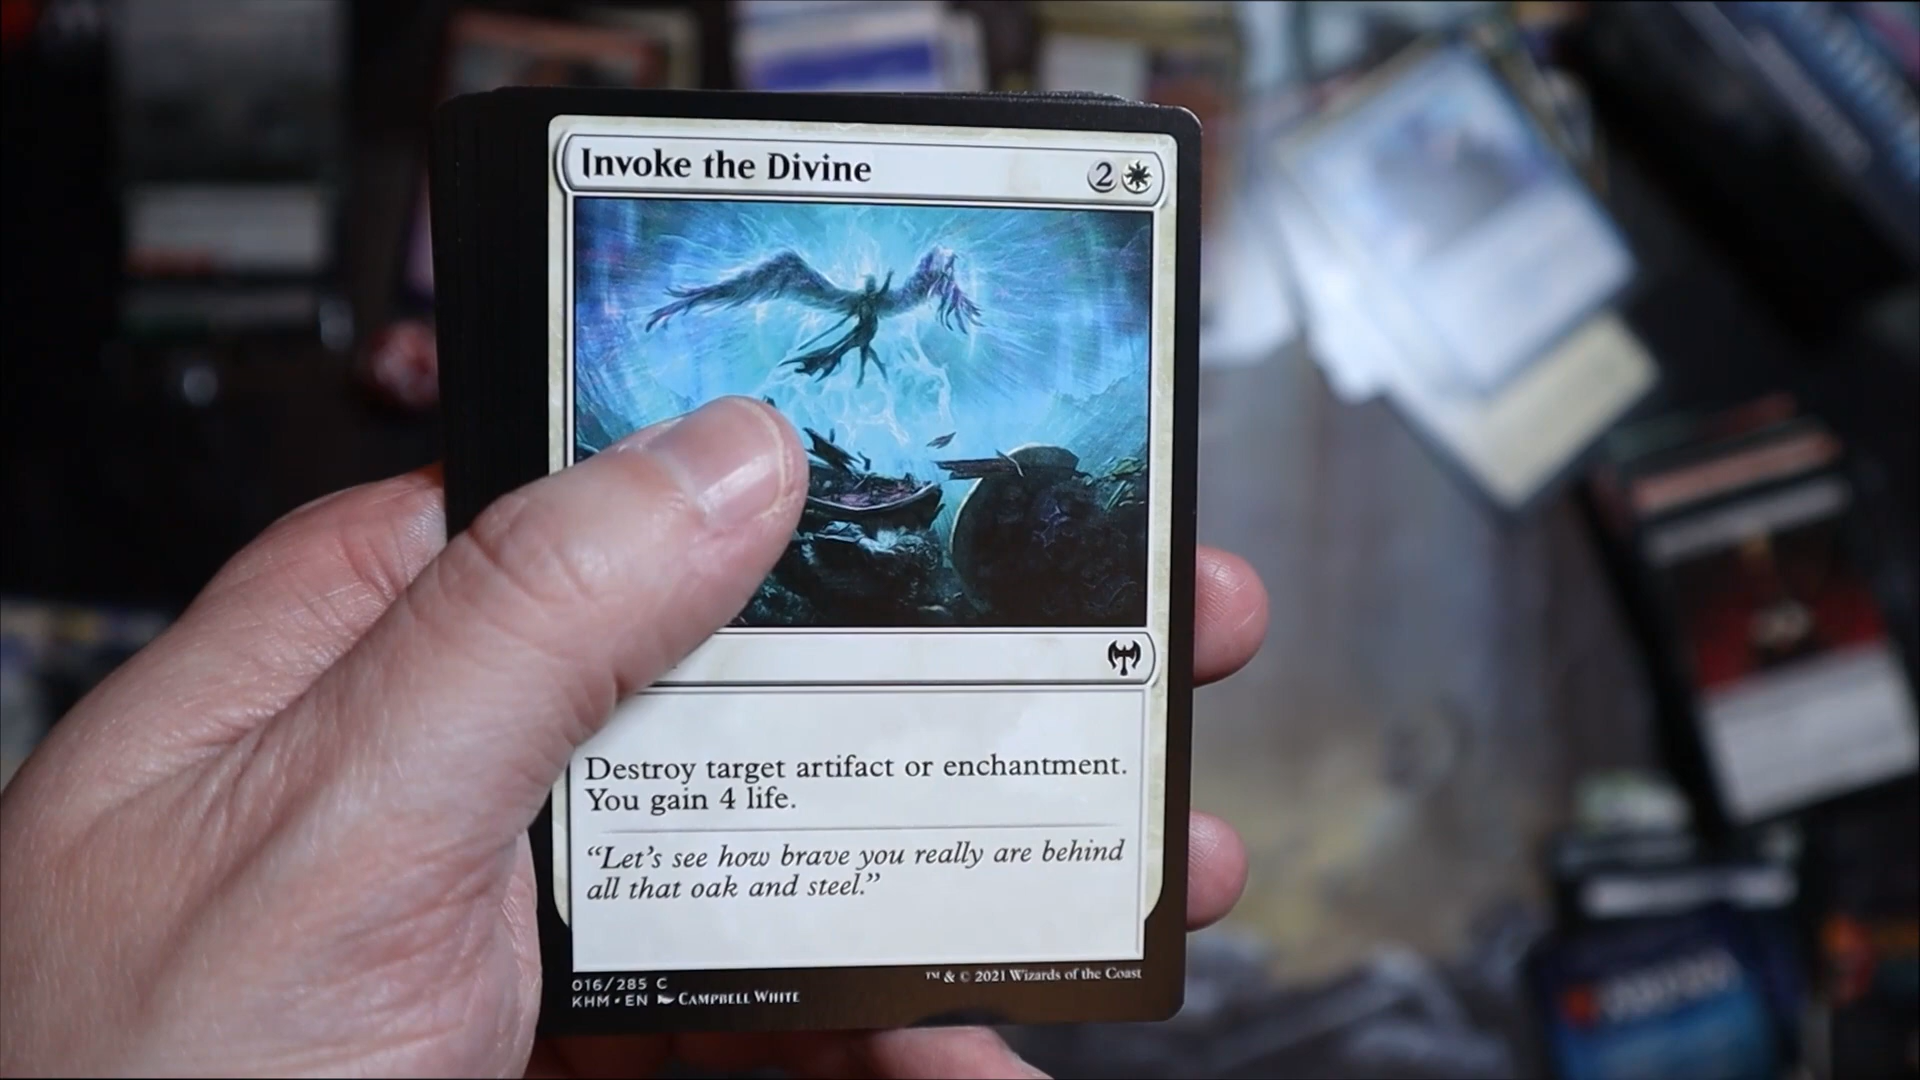 Invoke the Divine 2
Destroy target artifact or enchantment.
You gain 4 life.
“Let’s see how brave you really are behind
all that oak and steel.”
016/285 C
™ & © 2021 Wizards of the Coast
KHM • EN CAMPBELL WHITE